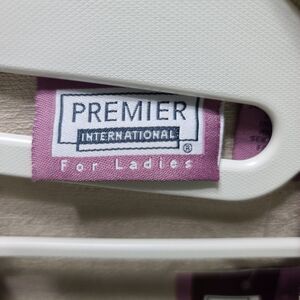 PREMIER
INTERNATIONAL
®
For Ladies